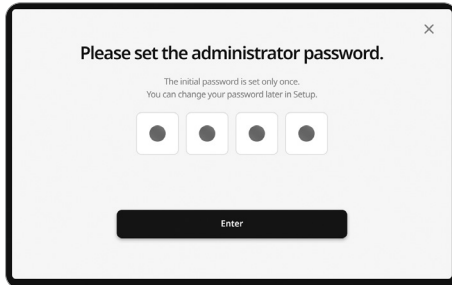 Please set the administrator password.
The initial password is set only once.
You can change your password later in Setup.
Enter